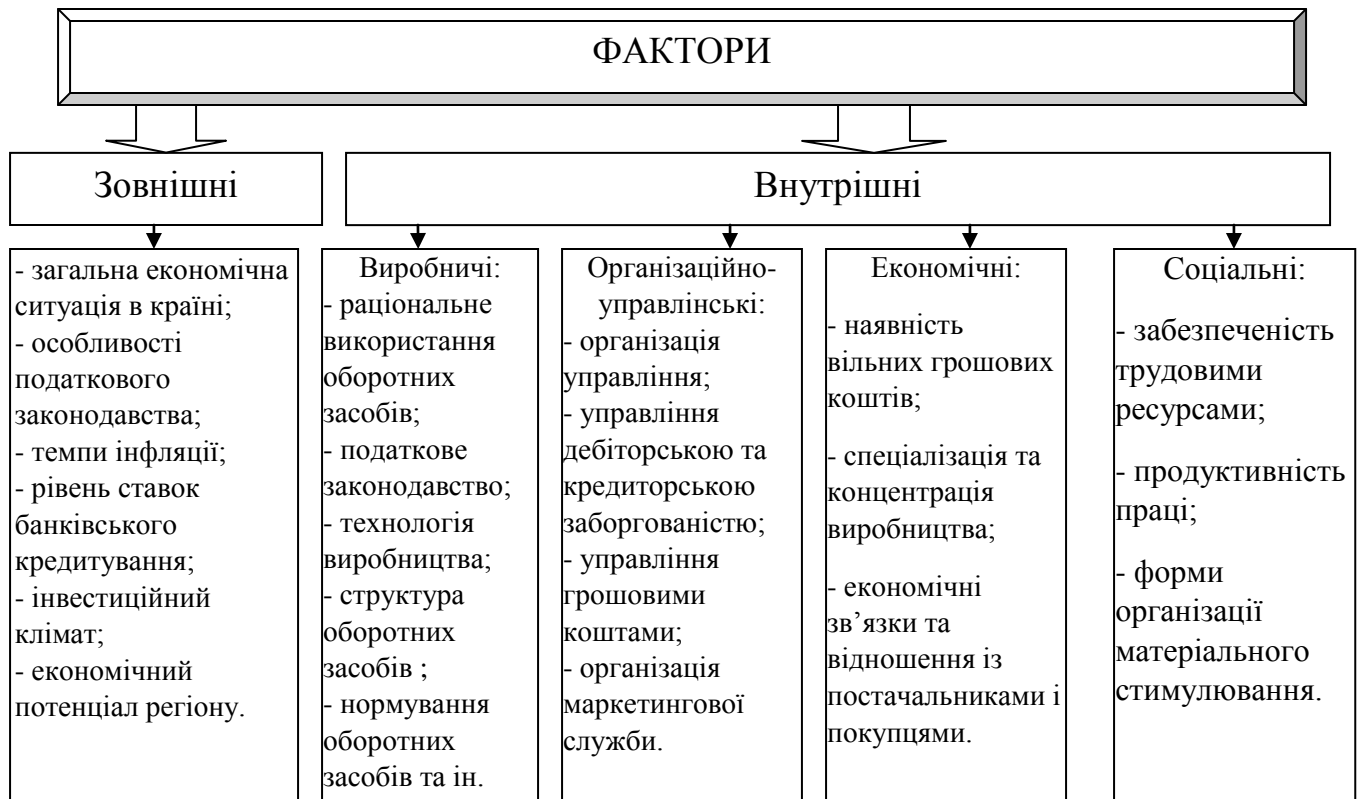 ФАКТОРИ
Зовнішні
Внутрішні
- загальна економічна
ситуація в країні;
- особливості
податкового
законодавства;
- темпи інфляції;
- рівень ставок
банківського
кредитування;
- інвестиційний
клімат;
- економічний
потенціал регіону.
Виробничі:
- раціональне
використання
оборотних
засобів;
- податкове
законодавство;
- технологія
виробництва;
- структура
оборотних
засобів ;
- нормування
оборотних
засобів та ін.
Організаційно-
управлінські:
- організація
управління;
- управління
дебіторською та
кредиторською
заборгованістю;
- управління
грошовими
коштами;
- організація
маркетингової
служби.
Економічні:
- наявність
вільних грошових
коштів;
- спеціалізація та
концентрація
виробництва;
- економічні
зв’язки та
відношення із
постачальниками і
покупцями.
Соціальні:
- забезпеченість
трудовими
ресурсами;
- продуктивність
праці;
- форми
організації
матеріального
стимулювання.